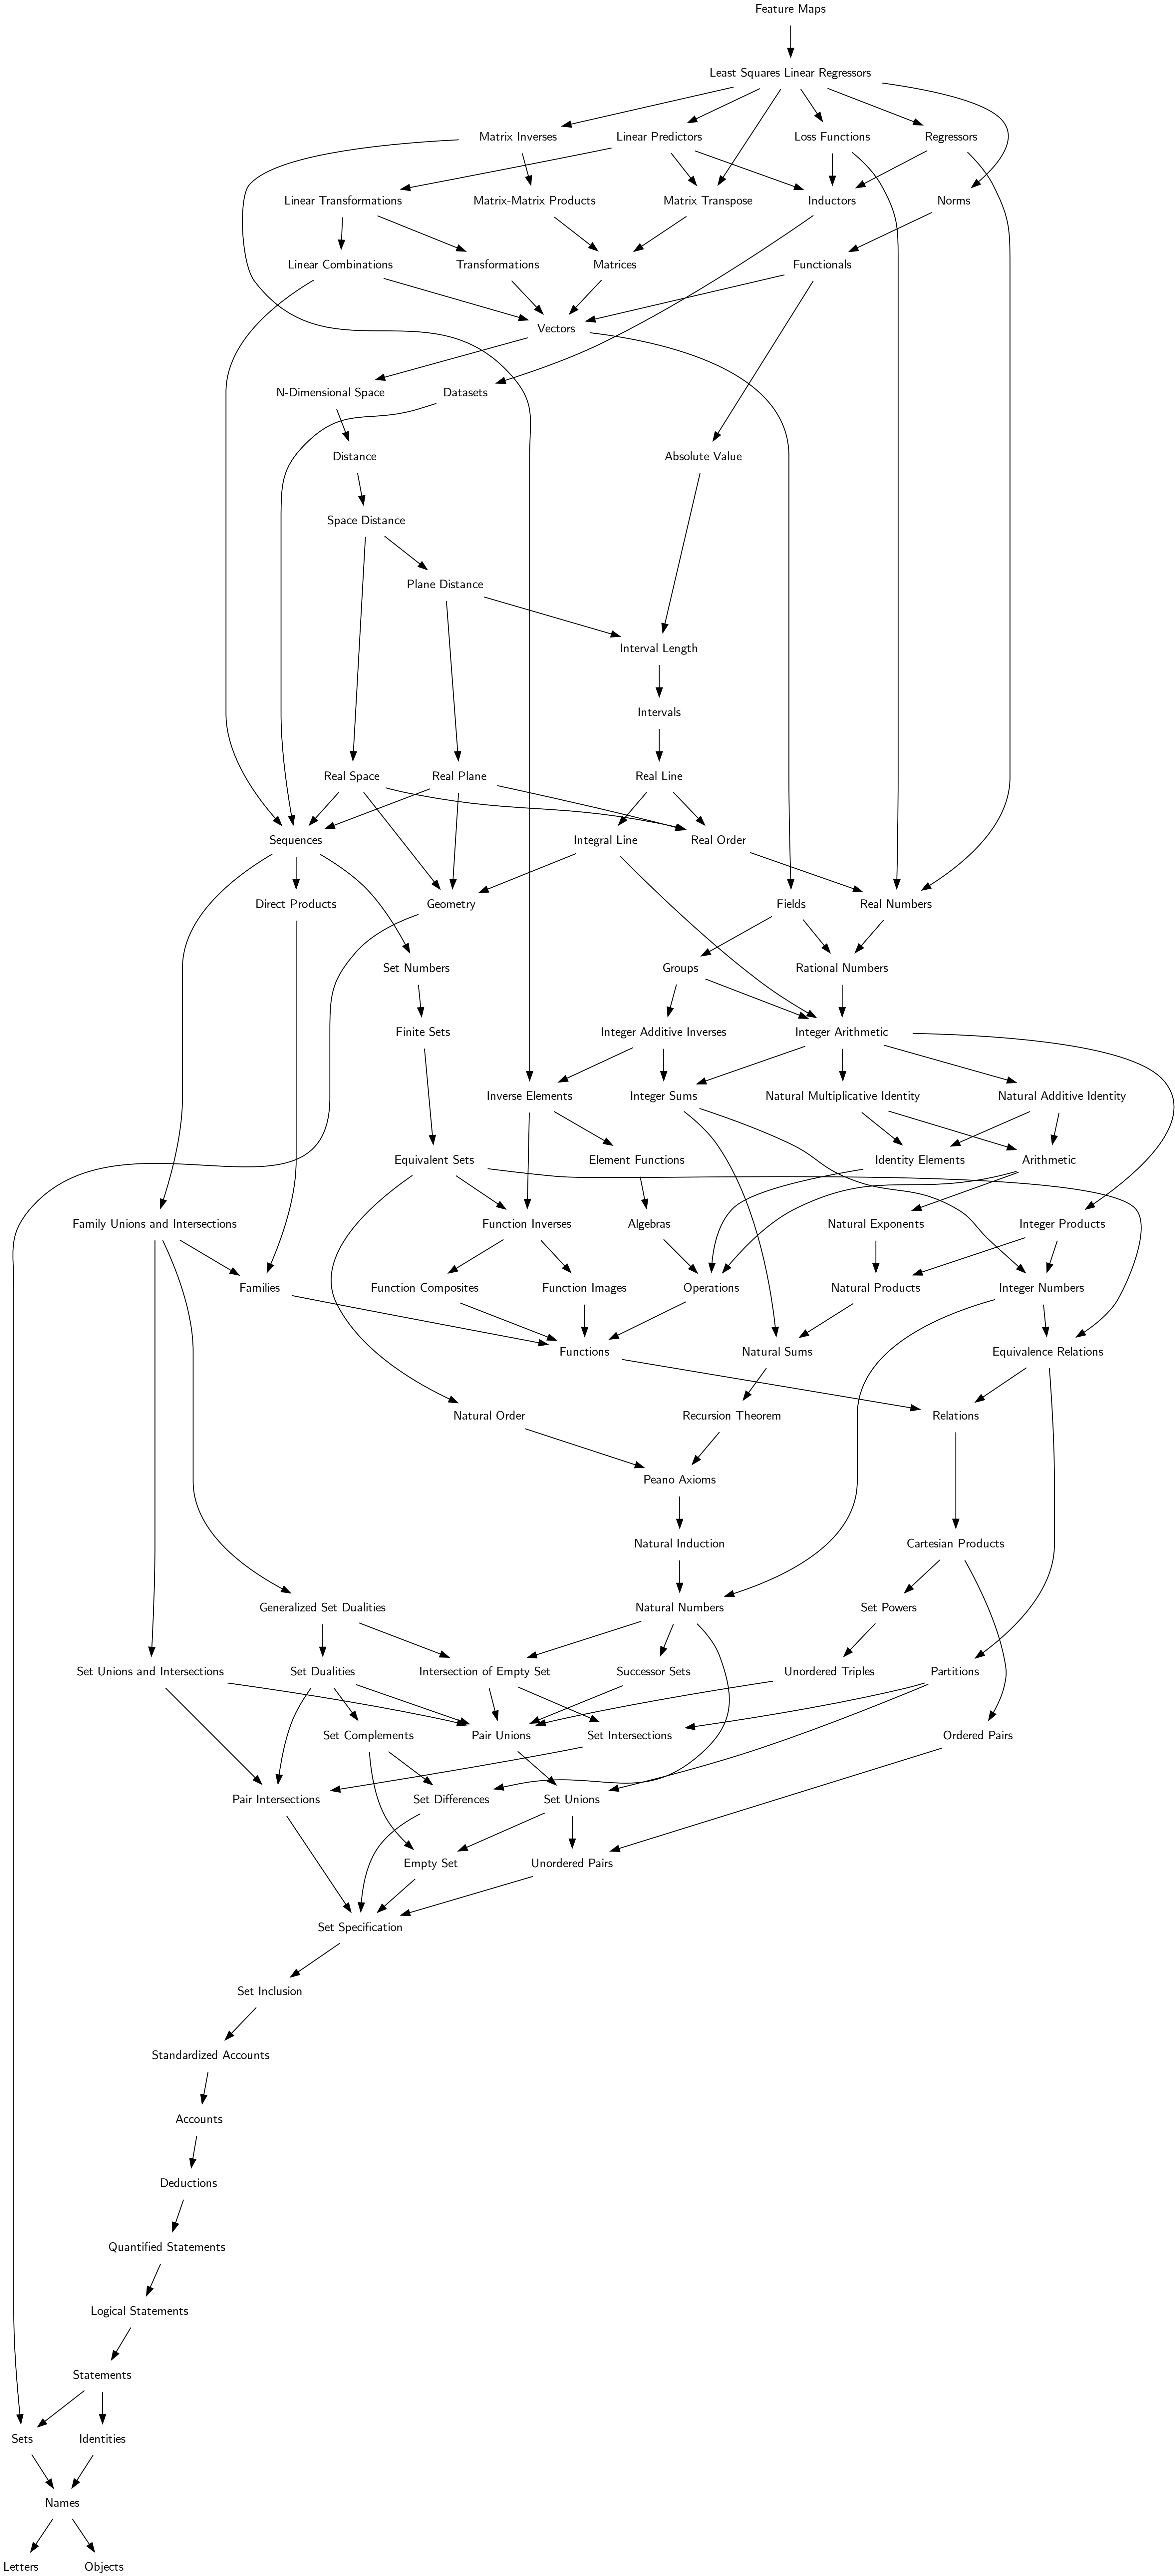 Feature Maps
Least Squares Linear Regressors
Matrix Inverses
Linear Predictors
Loss Functions
Regressors
Linear Transformations
Matrix-Matrix Products
Matrix Transpose
Inductors
Norms
Linear Combinations
Transformations
Matrices
Functionals
Vectors
N-Dimensional Space
Datasets
Distance
Absolute Value
Space Distance
Plane Distance
Interval Length
Intervals
Real Space
Real Plane
Real Line
Sequences
Integral Line
Real Order
Direct Products
Geometry
Fields
Real Numbers
Set Numbers
Groups
Rational Numbers
Finite Sets
Integer Additive Inverses
Integer Arithmetic
Inverse Elements
Integer Sums
Natural Multiplicative Identity
Natural Additive Identity
Equivalent Sets
Element Functions
Identity Elements
Arithmetic
Family Unions and Intersections
Function Inverses
Algebras
Natural Exponents
Integer Products
Families
Function Composites
Function Images
Operations
Natural Products
Integer Numbers
Functions
Natural Sums
Equivalence Relations
Natural Order
Recursion Theorem
Relations
Peano Axioms
Natural Induction
Cartesian Products
Generalized Set Dualities
Natural Numbers
Set Powers
Set Unions and Intersections
Set Dualities
Intersection of Empty Set
Successor Sets
Unordered Triples
Partitions
Set Complements
Pair Unions
Set Intersections
Ordered Pairs
Pair Intersections
Set Differences
Set Unions
Empty Set
Unordered Pairs
Set Specification
Set Inclusion
Standardized Accounts
Accounts
Deductions
Quantified Statements
Logical Statements
Statements
Sets
Identities
Names
Letters
Objects